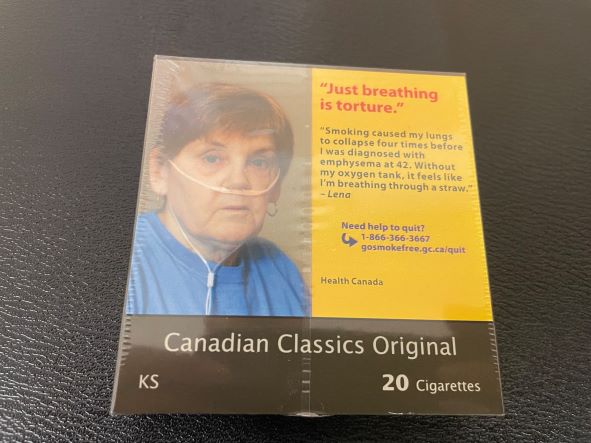 "Just breathing
is torture."
"Smoking caused my lungs
to collapse four times before
I was diagnosed with
emphysema at 42. Without
my oxygen tank, it feels like
I'm breathing through a straw."
– Lena
Need help to quit?
1-866-366-3667
gosmokefree.gc.ca/quit
Health Canada
Canadian Classics Original
KS
20 Cigarettes